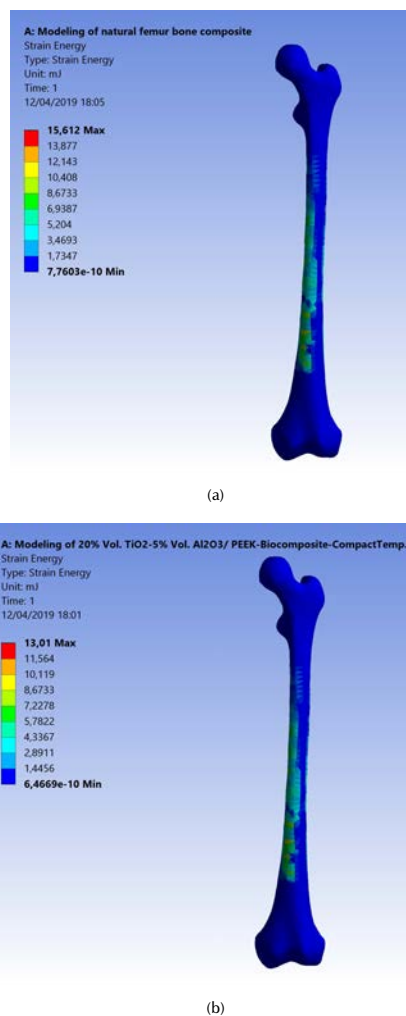 A: Modeling of natural femur bone composite
Strain Energy
Type: Strain Energy
Unit: mJ
Time: 1
12/04/2019 18:05
15,612 Max
13,877
12,143
10,408
8,6733
6,9387
5,204
3,4693
1,7347
7,7603e-10 Min
(a)
A: Modeling of 20% Vol. TiO2-5% Vol. Al2O3/ PEEK-Biocomposite-CompactTemp.
Strain Energy
Type: Strain Energy
Unit: mJ
Time: 1
12/04/2019 18:01
13,01 Max
11,564
10,119
8,6733
7,2278
5,7822
4,3367
2,8911
1,4456
6,4669e-10 Min
(b)